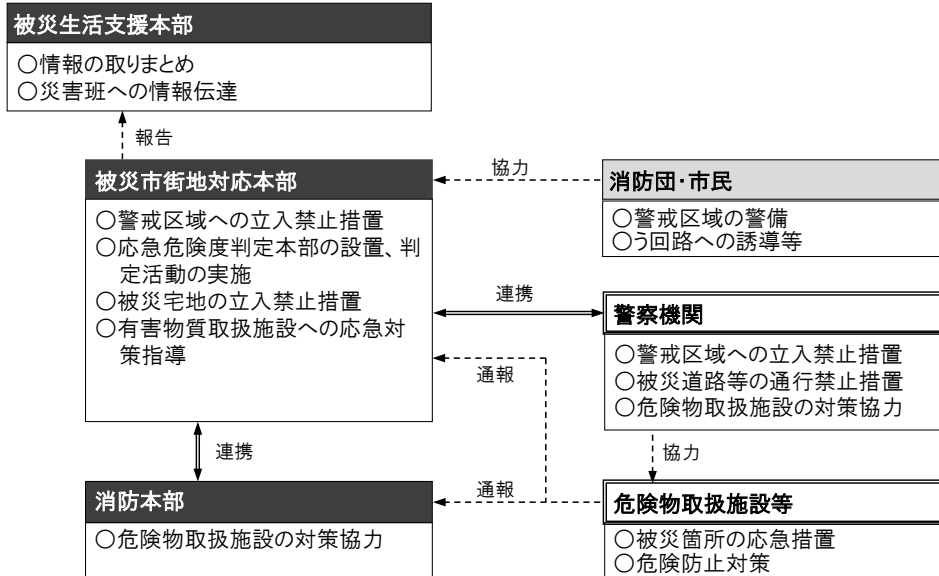 被災生活支援本部
○情報の取りまとめ
○災害班への情報伝達
報告
被災市街地対応本部
○警戒区域への立入禁止措置
○応急危険度判定本部の設置、判
定活動の実施
○被災宅地の立入禁止措置
○有害物質取扱施設への応急対
策指導
協力
消防団・市民
○警戒区域の警備
○う回路への誘導等
連携
警察機関
○警戒区域への立入禁止措置
○被災道路等の通行禁止措置
○危険物取扱施設の対策協力
通報
連携
協力
消防本部
○危険物取扱施設の対策協力
通報
危険物取扱施設等
○被災箇所の応急措置
○危険防止対策